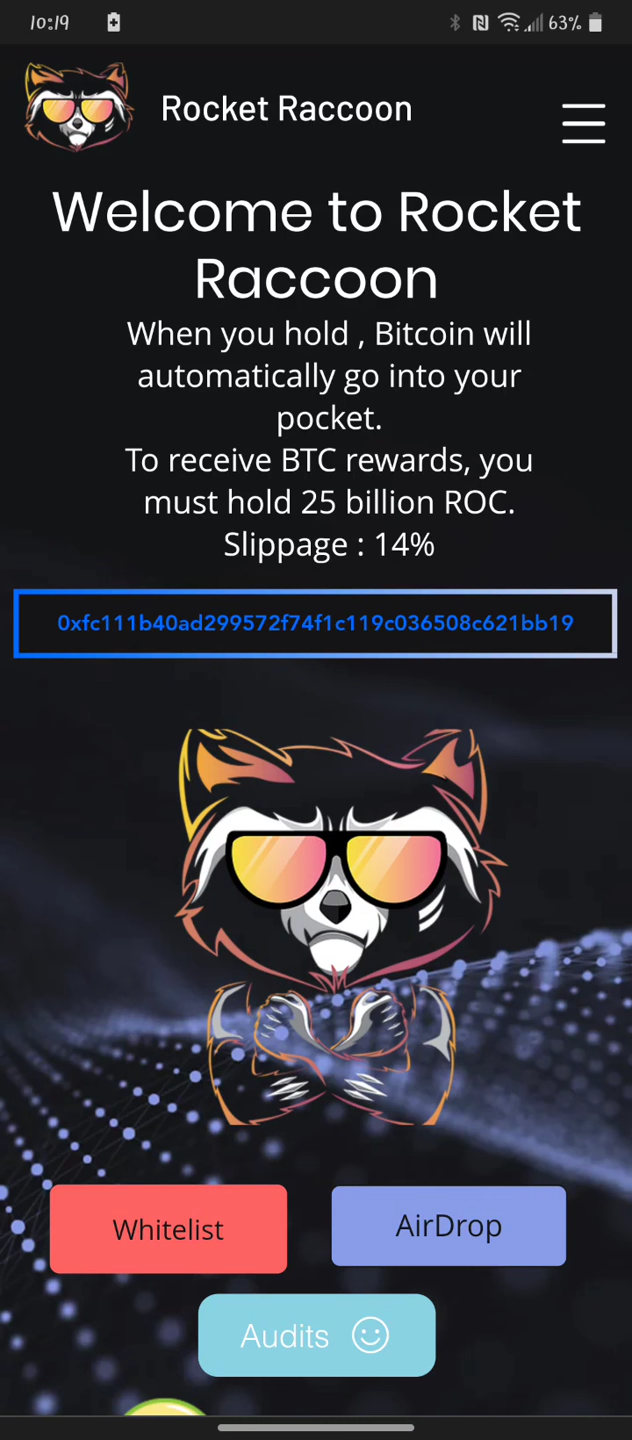 10:19
63%
Rocket Raccoon
Welcome to Rocket
Raccoon
When you hold , Bitcoin will
automatically go into your
pocket.
To receive BTC rewards, you
must hold 25 billion ROC.
Slippage : 14%
0xfc111b40ad299572f74f1c119c036508c621bb19
Whitelist
AirDrop
Audits